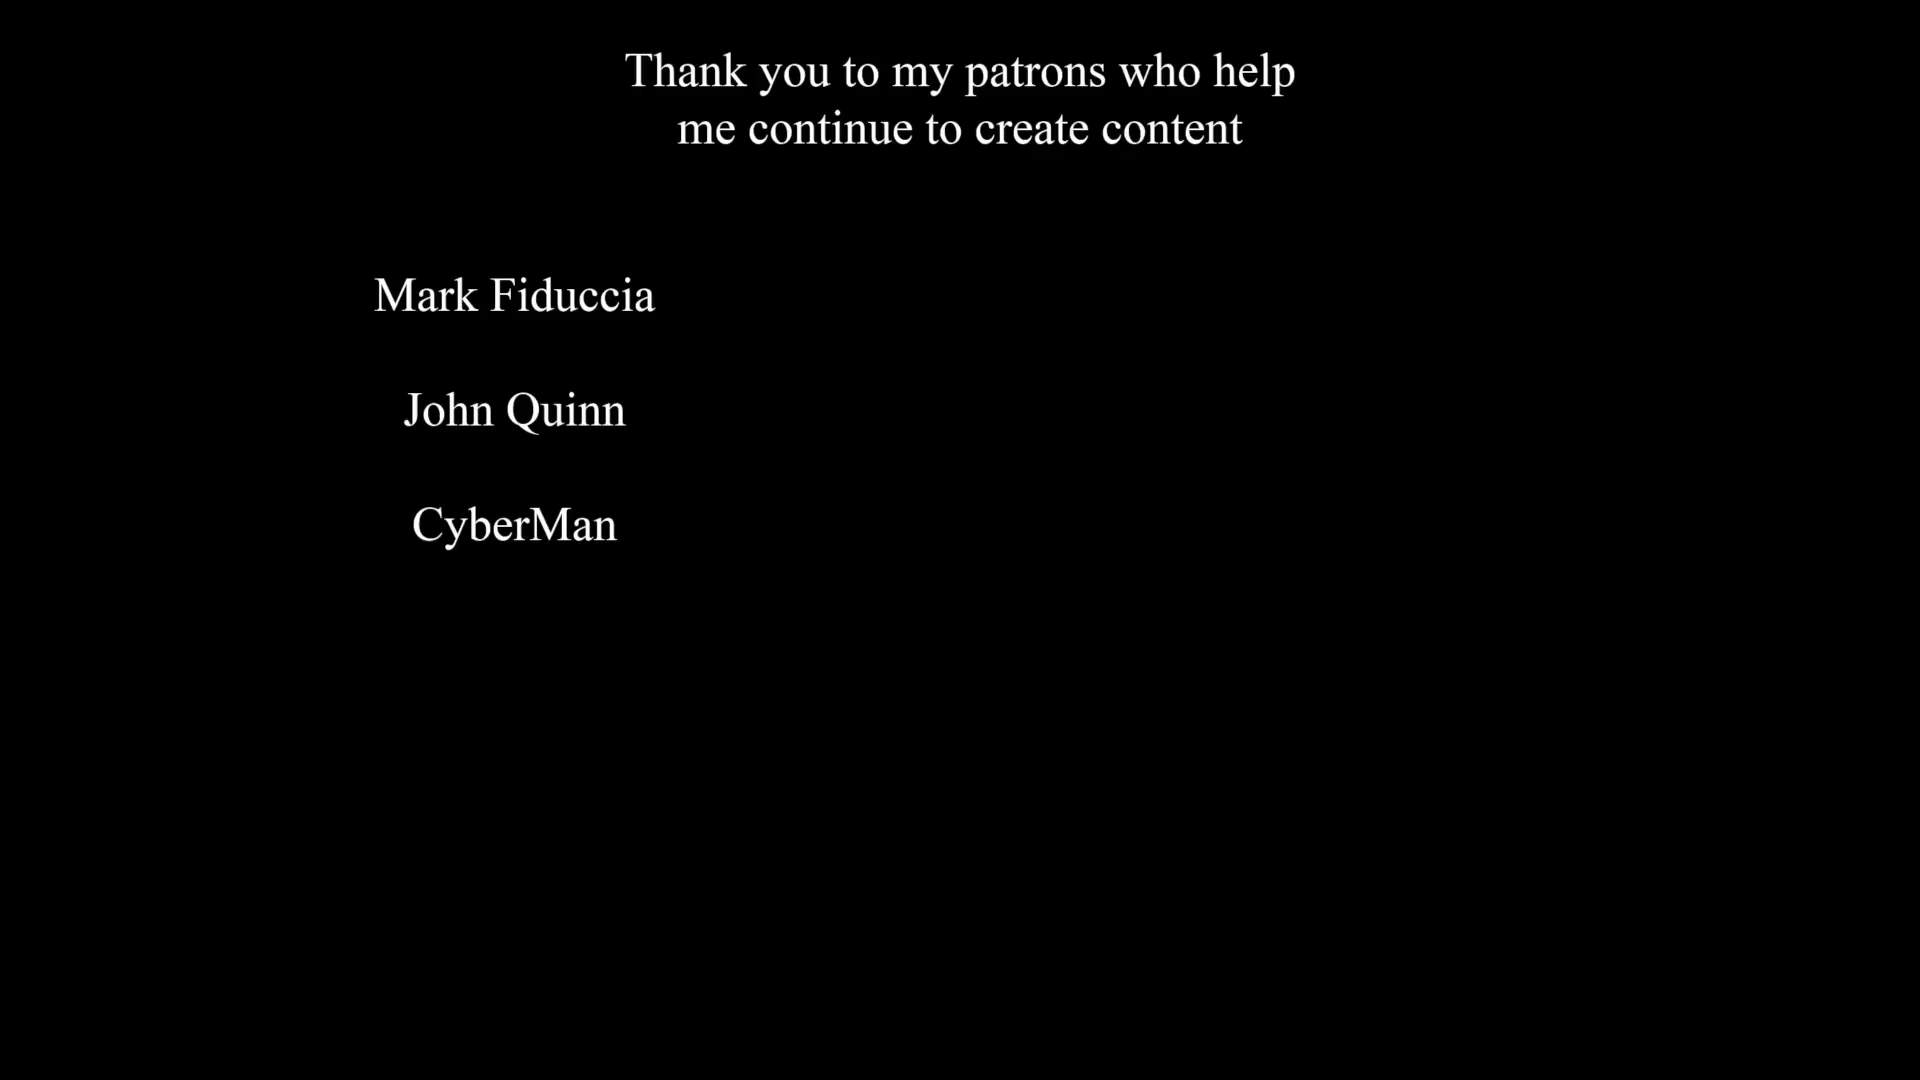 Thank you to my patrons who help
me continue to create content
Mark Fiduccia
John Quinn
CyberMan